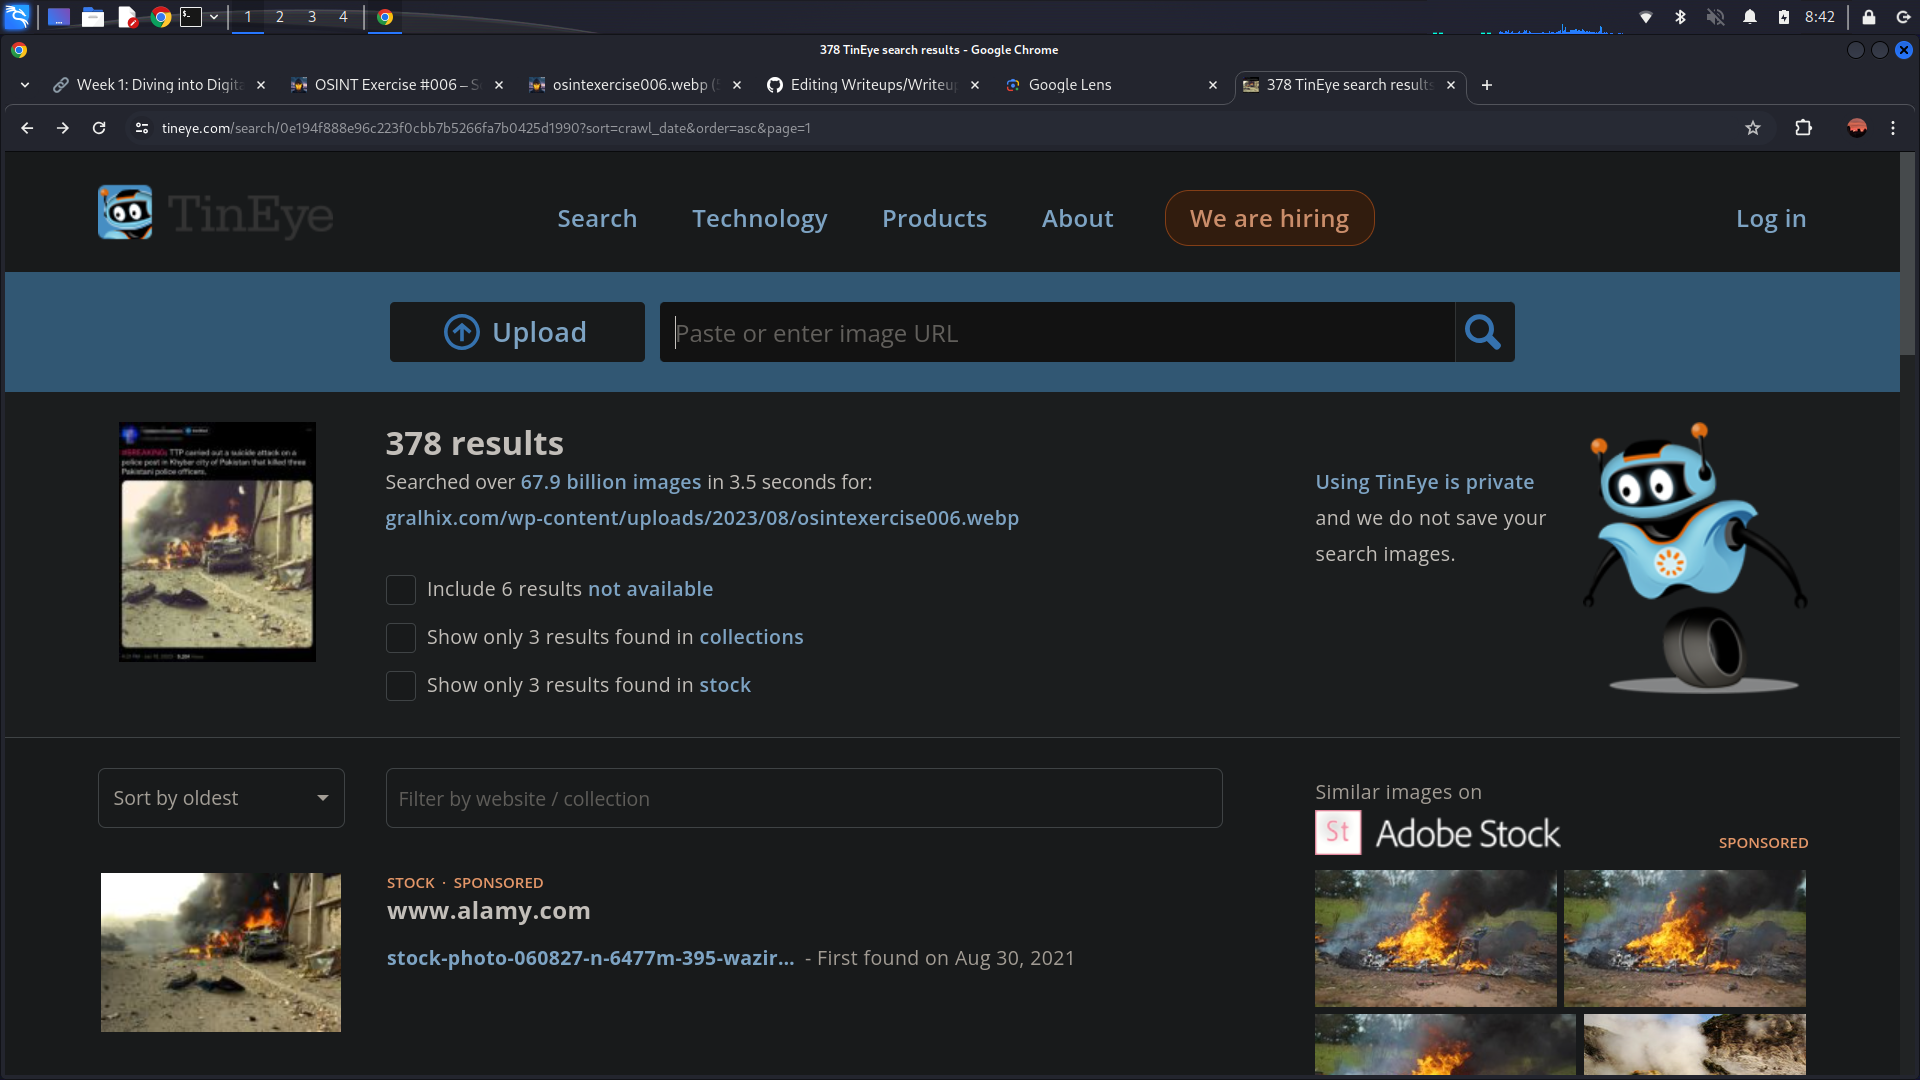 1 2 3 4
8:42
378 TinEye search results - Google Chrome
Week 1: Diving into Digita
OSINT Exercise #006 – S
osintexercise006.webp (
Editing Writeups/Writeup
Google Lens
378 TinEye search results
tineye.com/search/0e194f888e96c223f0cbb7b5266fa7b0425d1990?sort=crawl_date&order=asc&page=1
TinEye
Search
Technology
Products
About
We are hiring
Log in
Upload
Paste or enter image URL
#BREAKING: TTP carried out a suicide attack on a
police post in Khyber city of Pakistan that killed three
Pakistani police officers.
378 results
Searched over 67.9 billion images in 3.5 seconds for:
gralhix.com/wp-content/uploads/2023/08/osintexercise006.webp
Include 6 results not available
Show only 3 results found in collections
Show only 3 results found in stock
Using TinEye is private
and we do not save your
search images.
Sort by oldest
Filter by website / collection
STOCK · SPONSORED
www.alamy.com
stock-photo-060827-n-6477m-395-wazir... - First found on Aug 30, 2021
Similar images on
St Adobe Stock
SPONSORED